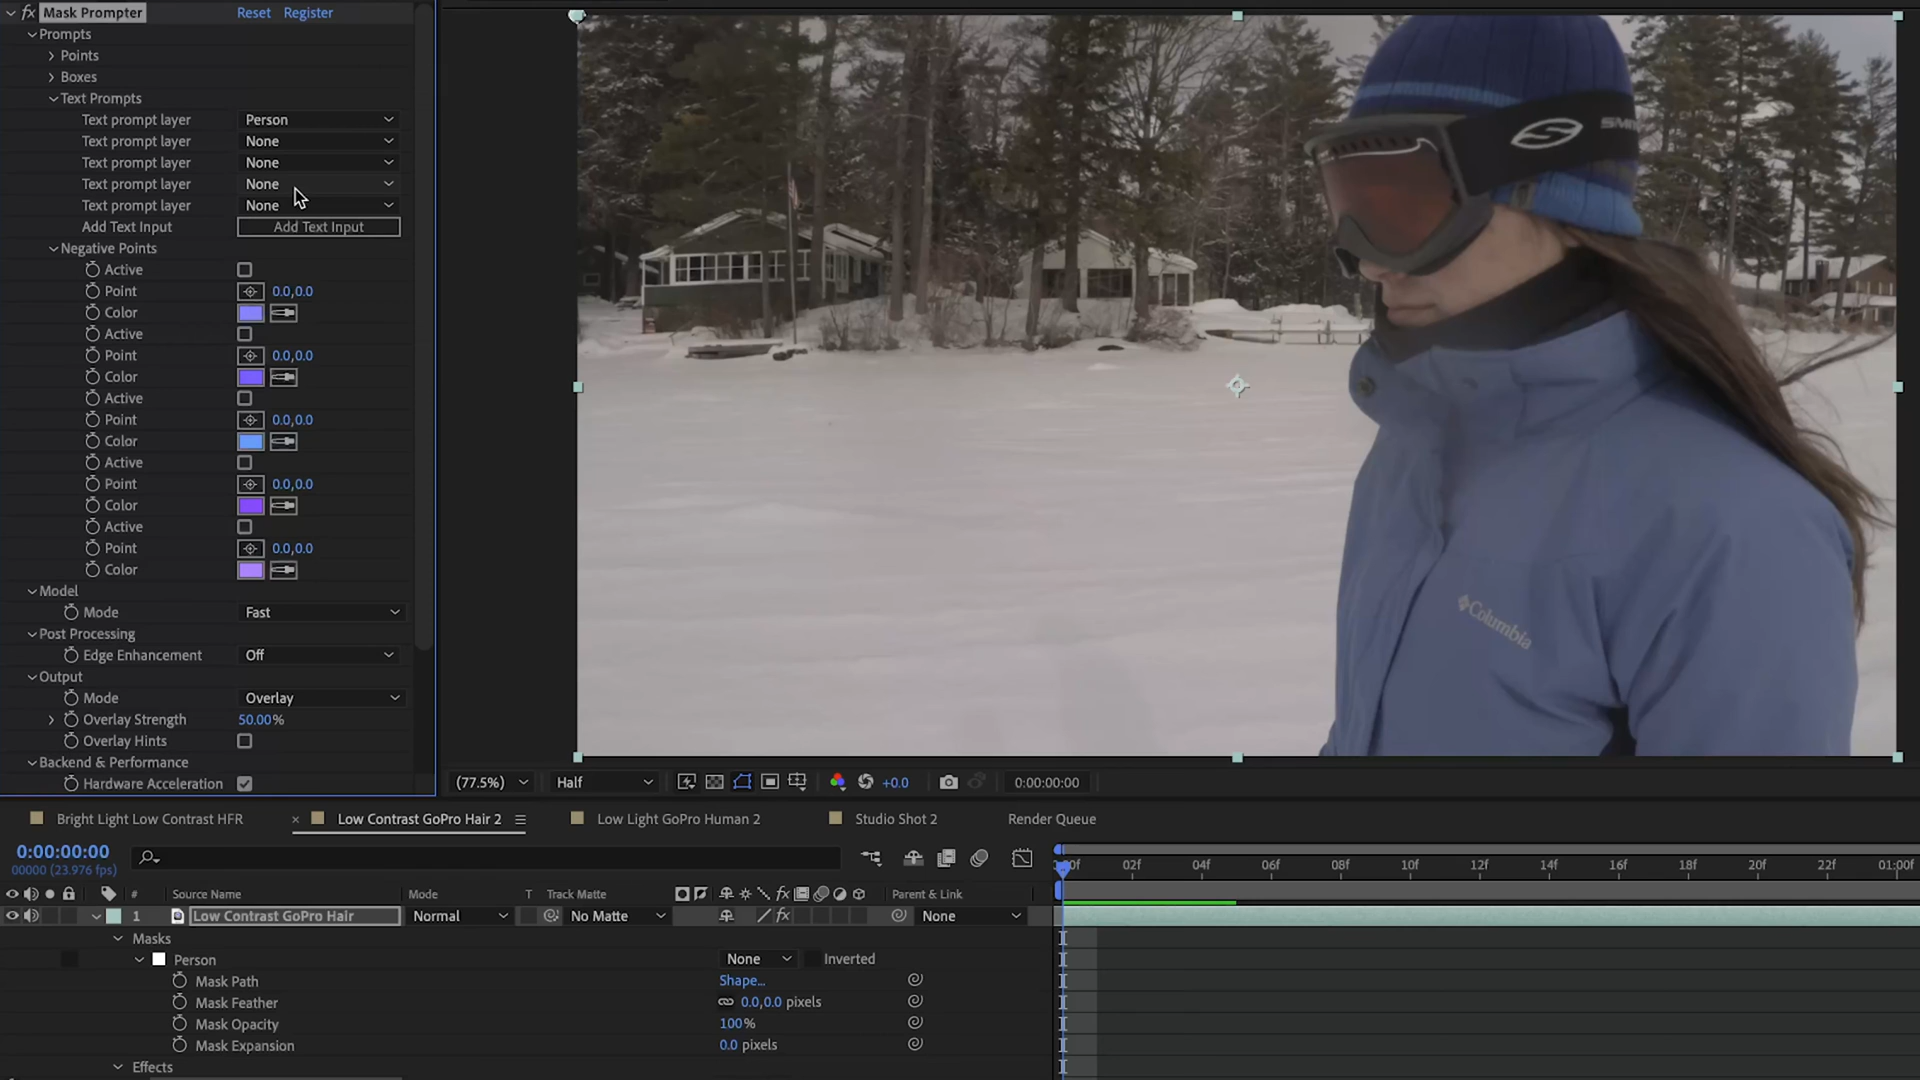 fx Mask Prompter Reset Register
Prompts
Points
Boxes
Text Prompts
Text prompt layer Person
Text prompt layer None
Text prompt layer None
Text prompt layer None
Text prompt layer None
Add Text Input Add Text Input
Negative Points
Active
Point 0.0,0.0
Color
Active
Point 0.0,0.0
Color
Active
Point 0.0,0.0
Color
Active
Point 0.0,0.0
Color
Active
Point 0.0,0.0
Color
Model
Mode Fast
Post Processing
Edge Enhancement Off
Output
Mode Overlay
Overlay Strength 50.00%
Overlay Hints
Backend & Performance
Hardware Acceleration
Columbia
(77.5%) Half +0.0 0:00:00:00
Bright Light Low Contrast HFR × Low Contrast GoPro Hair 2 Low Light GoPro Human 2 Studio Shot 2 Render Queue
0:00:00:00
00000 (23.976 fps)
02f 04f 06f 08f 10f 12f 14f 16f 18f 20f 22f 01:00f
# Source Name Mode T Track Matte fx Parent & Link
1 Low Contrast GoPro Hair Normal No Matte fx None
Masks
Person None Inverted
Mask Path Shape...
Mask Feather 0.0,0.0 pixels
Mask Opacity 100%
Mask Expansion 0.0 pixels
Effects